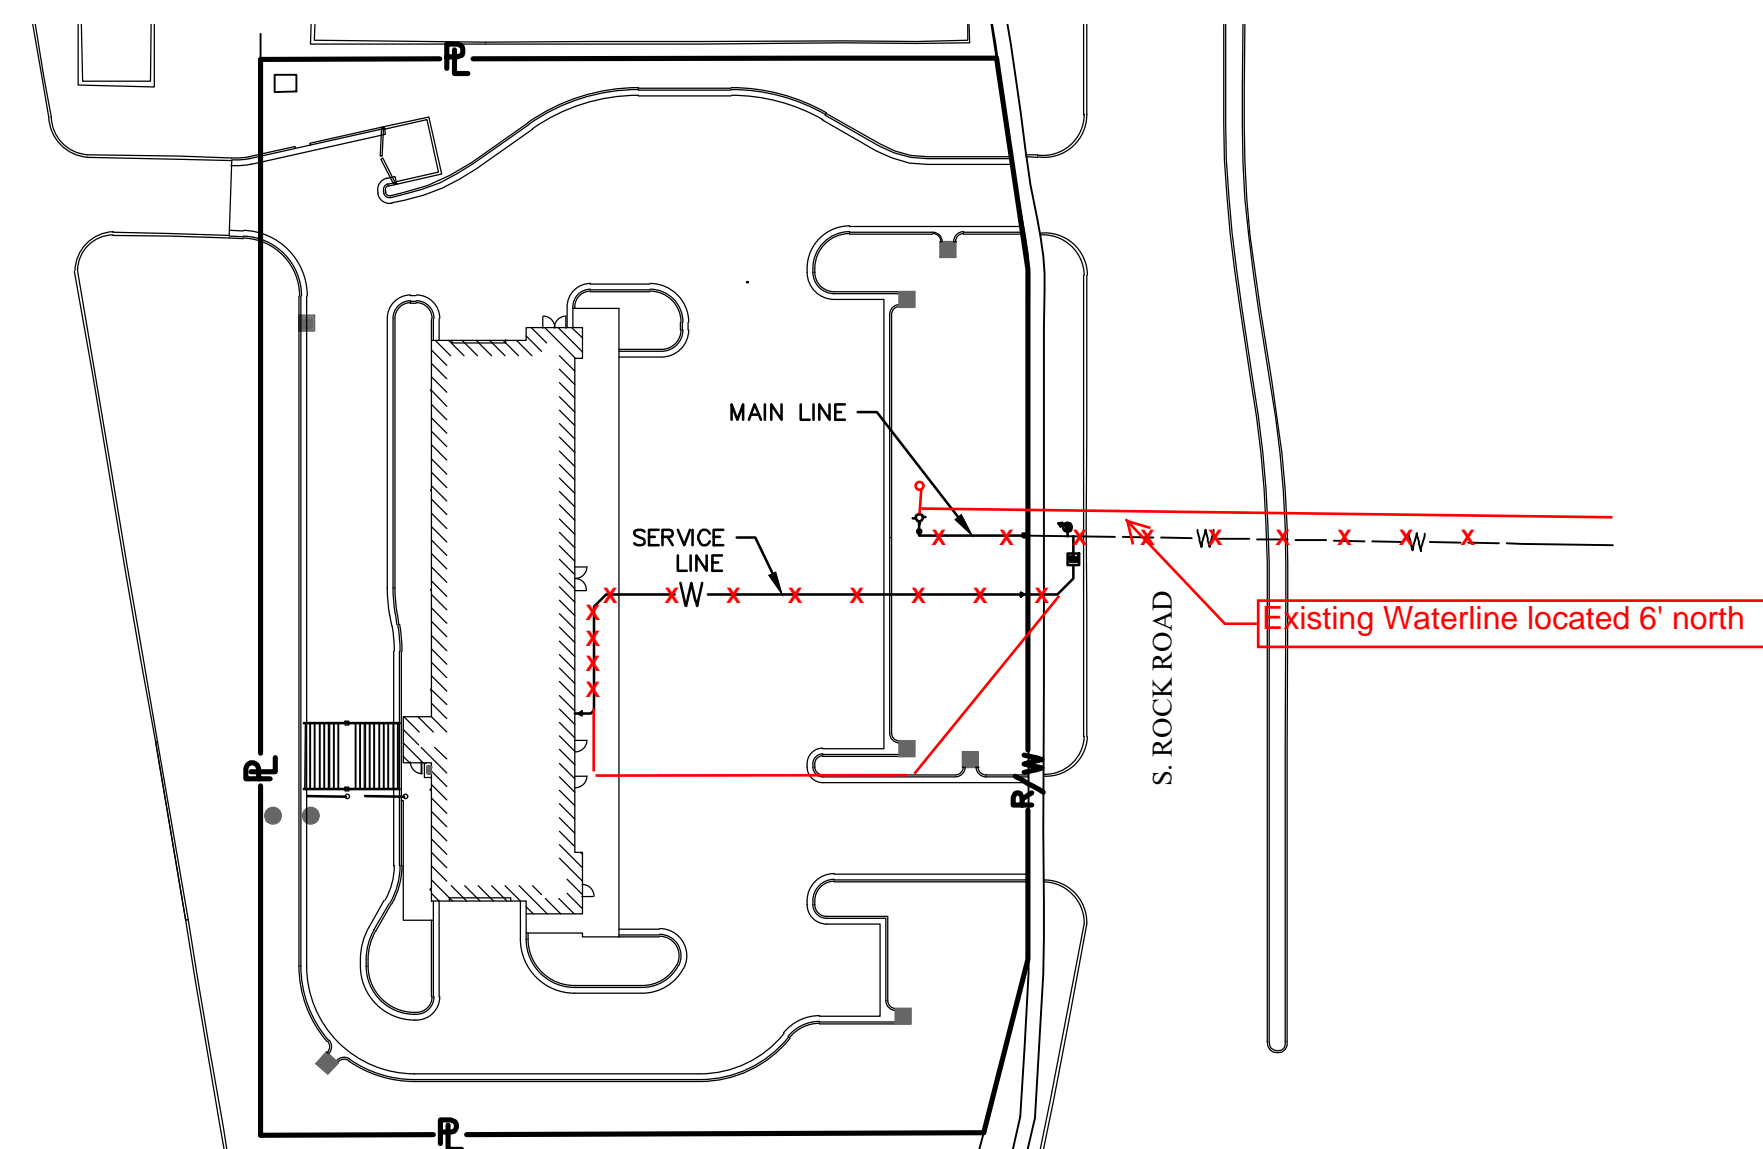 PL
MAIN LINE
SERVICE
LINE
W
X X X X X X X X X
W W
X X X X X X X X
X
X
X
X
Existing Waterline located 6' north
S. ROCK ROAD
PL
R/W
PL